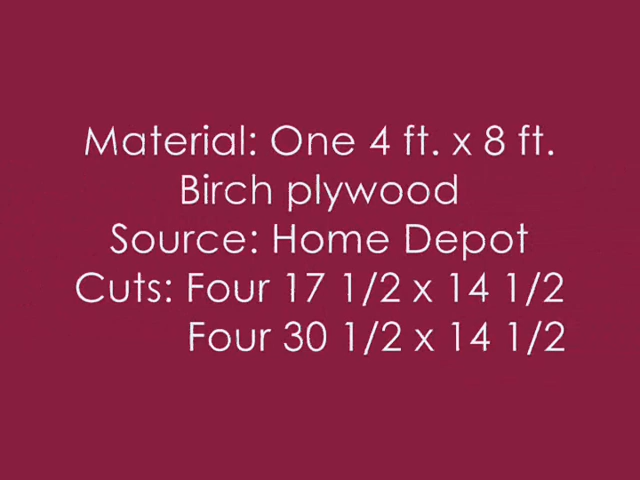 Material: One 4 ft. x 8 ft.
Birch plywood
Source: Home Depot
Cuts: Four 17 1/2 x 14 1/2
Four 30 1/2 x 14 1/2